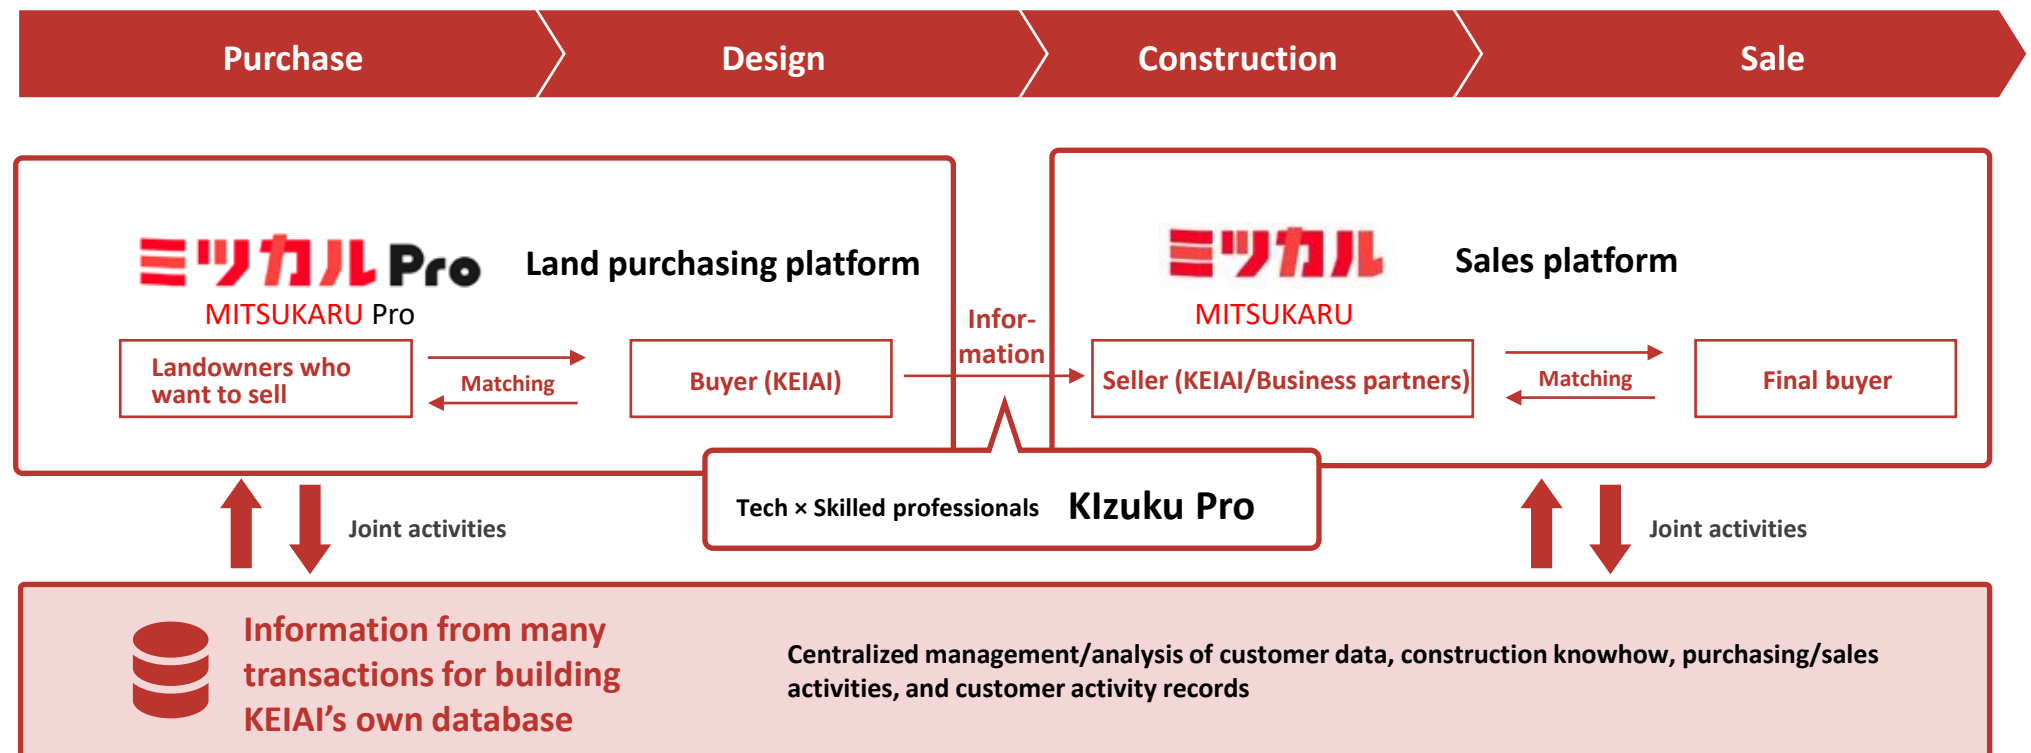 Purchase
Design
Construction
Sale
ミツカル Pro
MITSUKARU Pro
Land purchasing platform
Landowners who
want to sell
Matching
Buyer (KEIAI)
Infor-
mation
ミツカル
MITSUKARU
Sales platform
Seller (KEIAI/Business partners)
Matching
Final buyer
Tech × Skilled professionals KIzuku Pro
Joint activities
Joint activities
Information from many
transactions for building
KEIAI’s own database
Centralized management/analysis of customer data, construction knowhow, purchasing/sales
activities, and customer activity records